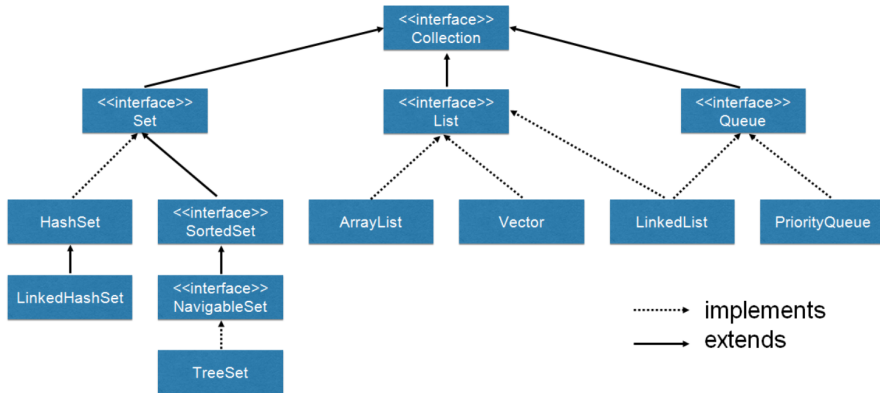 <<interface>>
Collection
<<interface>>
Set
<<interface>>
List
<<interface>>
Queue
HashSet
<<interface>>
SortedSet
ArrayList
Vector
LinkedList
PriorityQueue
LinkedHashSet
<<interface>>
NavigableSet
TreeSet
implements
extends